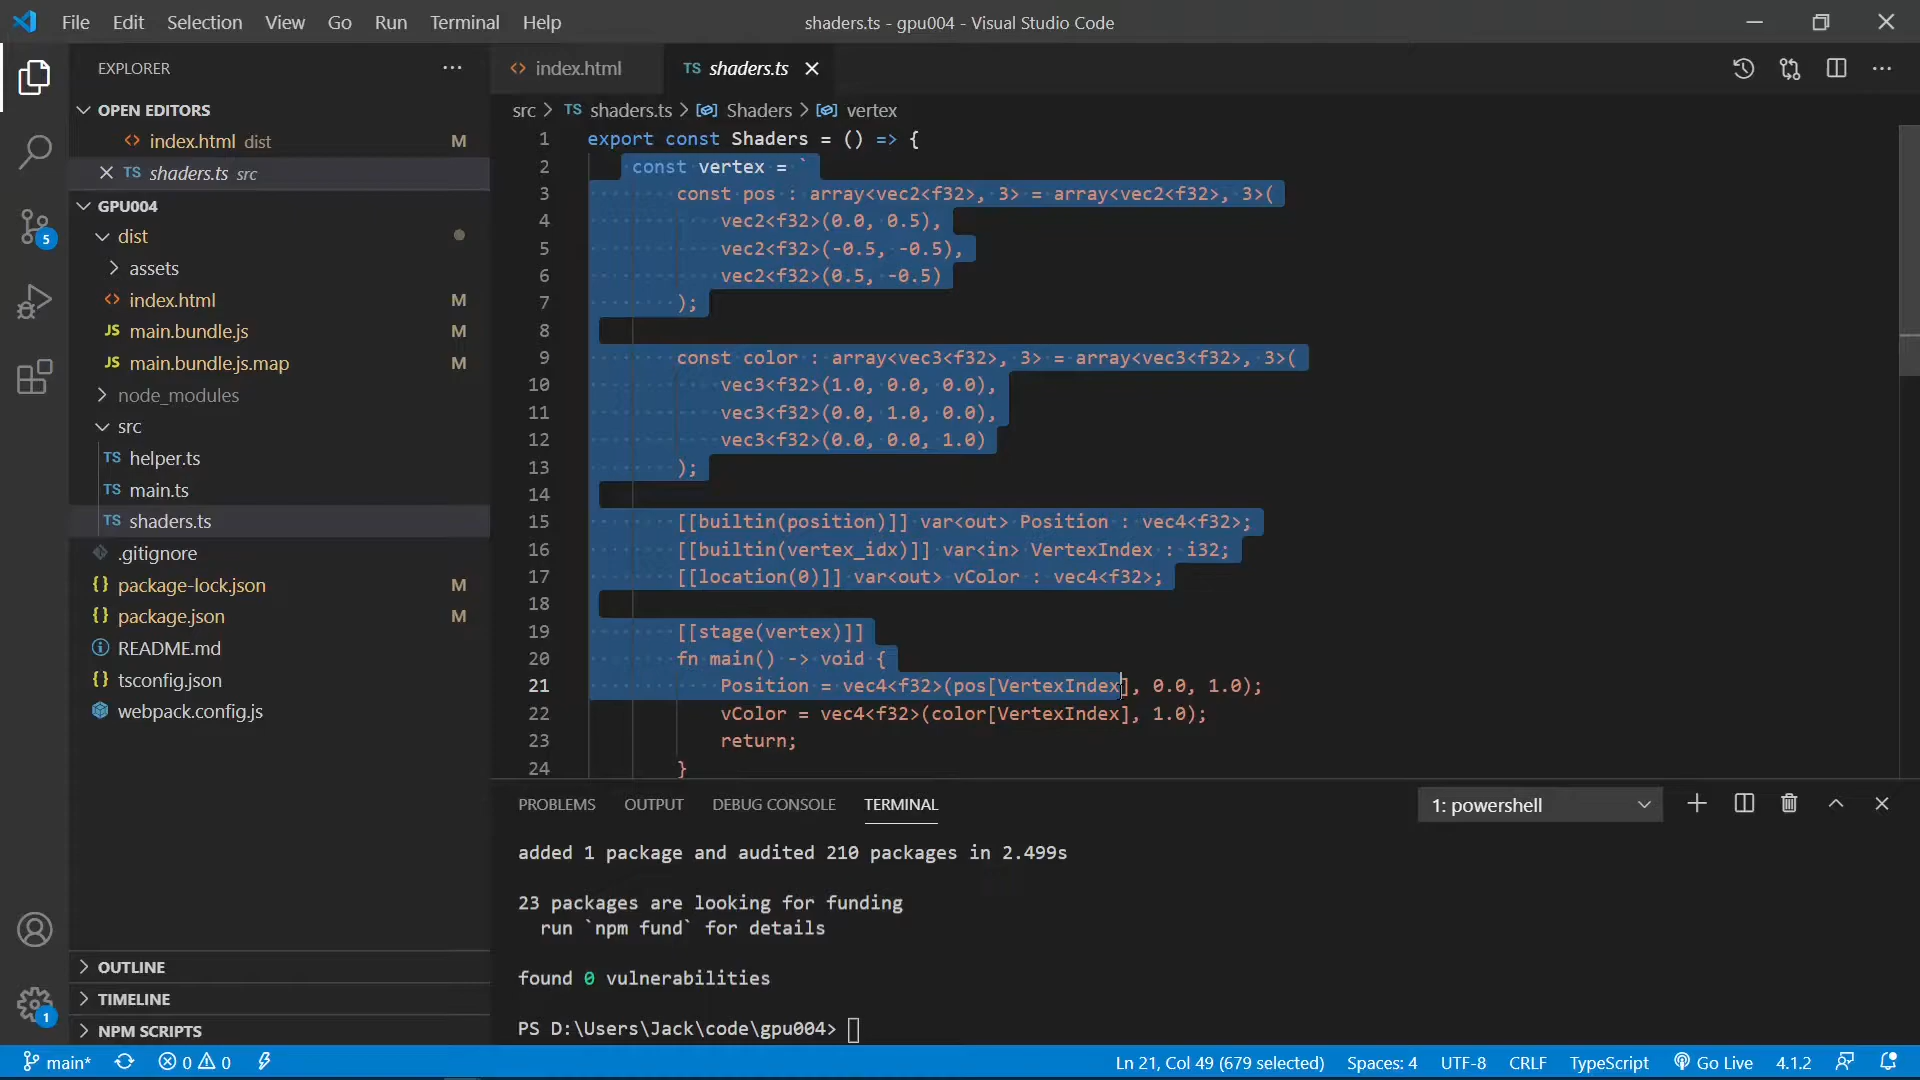 File Edit Selection View Go Run Terminal Help
shaders.ts - gpu004 - Visual Studio Code
EXPLORER
OPEN EDITORS
index.html dist M
TS shaders.ts src
GPU004
dist
assets
index.html M
JS main.bundle.js M
JS main.bundle.js.map M
node_modules
src
TS helper.ts
TS main.ts
TS shaders.ts
.gitignore
{} package-lock.json M
{} package.json M
README.md
{} tsconfig.json
webpack.config.js
OUTLINE
TIMELINE
NPM SCRIPTS
5
1
<> index.html TS shaders.ts
src > TS shaders.ts > Shaders > vertex
1 export const Shaders = () => {
2 const vertex = `
3 const pos : array<vec2<f32>, 3> = array<vec2<f32>, 3>(
4 vec2<f32>(0.0, 0.5),
5 vec2<f32>(-0.5, -0.5),
6 vec2<f32>(0.5, -0.5)
7 );
8
9 const color : array<vec3<f32>, 3> = array<vec3<f32>, 3>(
10 vec3<f32>(1.0, 0.0, 0.0),
11 vec3<f32>(0.0, 1.0, 0.0),
12 vec3<f32>(0.0, 0.0, 1.0)
13 );
14
15 [[builtin(position)]] var<out> Position : vec4<f32>;
16 [[builtin(vertex_idx)]] var<in> VertexIndex : i32;
17 [[location(0)]] var<out> vColor : vec4<f32>;
18
19 [[stage(vertex)]]
20 fn main() -> void {
21 Position = vec4<f32>(pos[VertexIndex], 0.0, 1.0);
22 vColor = vec4<f32>(color[VertexIndex], 1.0);
23 return;
24 }
PROBLEMS OUTPUT DEBUG CONSOLE TERMINAL
1: powershell
added 1 package and audited 210 packages in 2.499s
23 packages are looking for funding
run `npm fund` for details
found 0 vulnerabilities
PS D:\Users\Jack\code\gpu004>
main* 0 0
Ln 21, Col 49 (679 selected) Spaces: 4 UTF-8 CRLF TypeScript Go Live 4.1.2